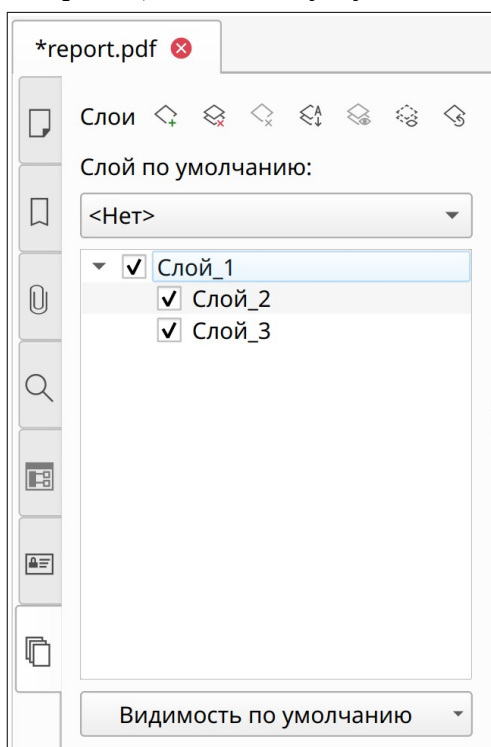 *report.pdf
Слои
Слой по умолчанию:
<Нет>
Слой_1
Слой_2
Слой_3
Видимость по умолчанию